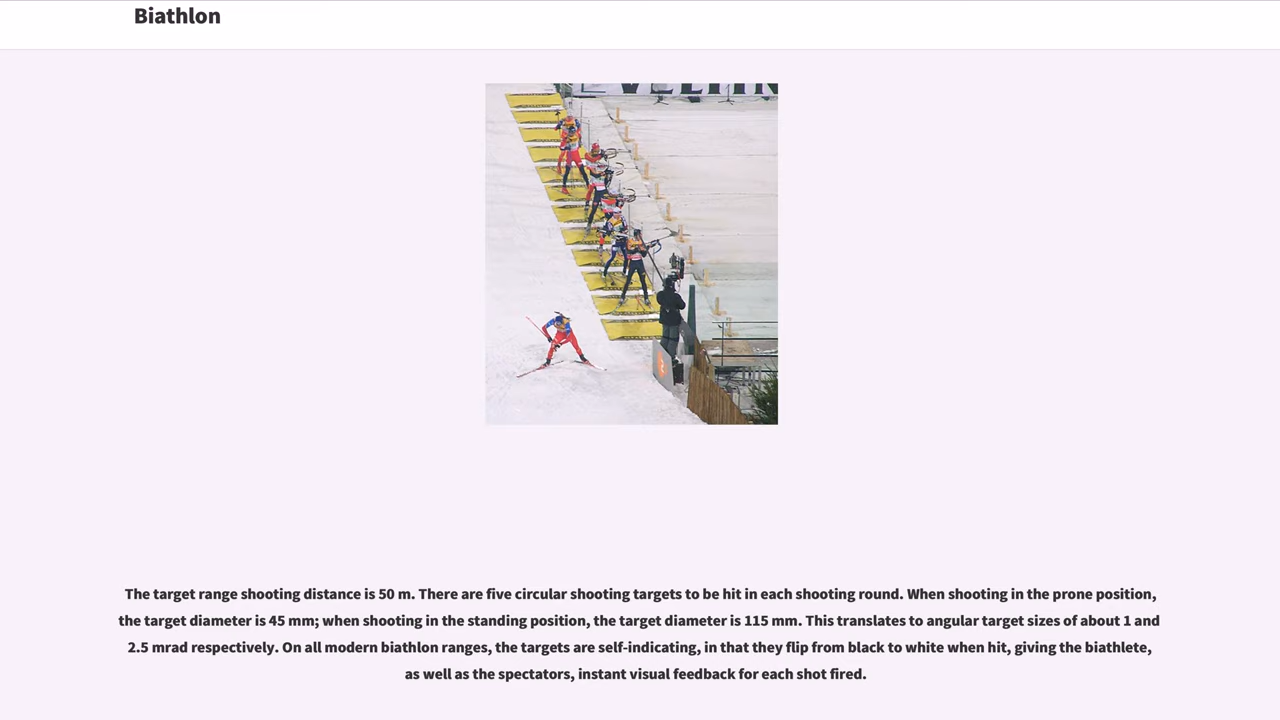 Biathlon
The target range shooting distance is 50 m. There are five circular shooting targets to be hit in each shooting round. When shooting in the prone position,
the target diameter is 45 mm; when shooting in the standing position, the target diameter is 115 mm. This translates to angular target sizes of about 1 and
2.5 mrad respectively. On all modern biathlon ranges, the targets are self-indicating, in that they flip from black to white when hit, giving the biathlete,
as well as the spectators, instant visual feedback for each shot fired.